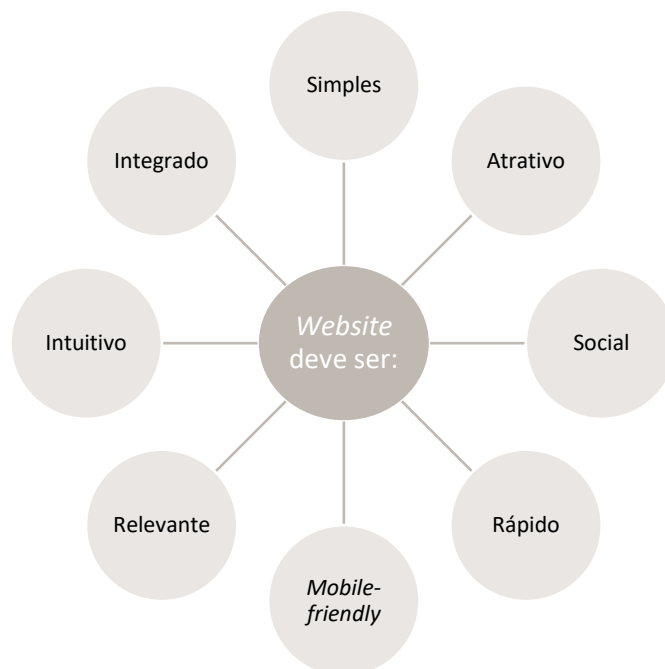 Simples
Integrado
Atrativo
Website
deve ser:
Intuitivo
Social
Relevante
Rápido
Mobile-
friendly